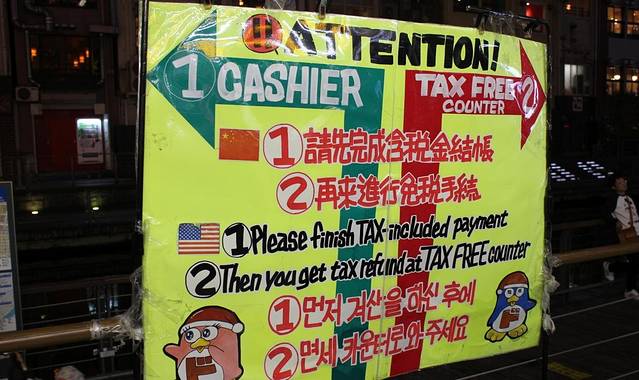 ATTENTION!
1 CASHIER
TAX FREE 2
COUNTER
① 請先完成含税金結帳
② 再来進行免税手続
① Please finish TAX-included payment
② Then you get tax refund at TAX FREE counter
① 먼저 계산을 하신 후에
② 면세 카운터로 와 주세요